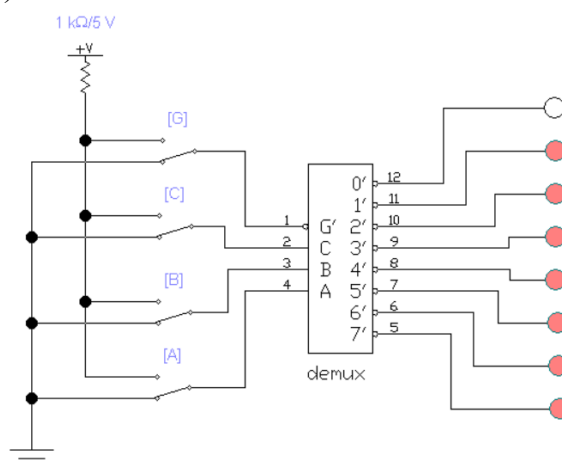 )
1 kΩ/5 V
+V
[G]
[C]
[B]
[A]
1 G' 0' 12
2 C 1' 11
3 B 2' 10
4 A 3' 9
4' 8
5' 7
6' 6
7' 5
demux